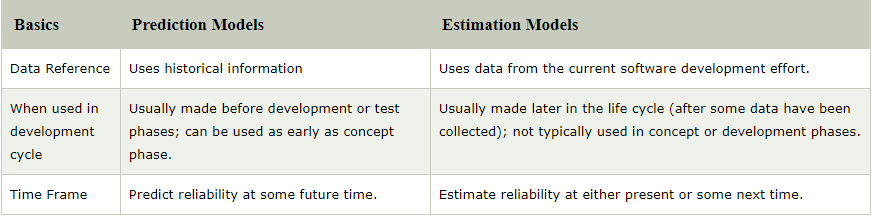 Basics Prediction Models Estimation Models
Data Reference Uses historical information Uses data from the current software development effort.
When used in Usually made before development or test Usually made later in the life cycle (after some data have been
development phases; can be used as early as concept collected); not typically used in concept or development phases.
cycle phase.
Time Frame Predict reliability at some future time. Estimate reliability at either present or some next time.